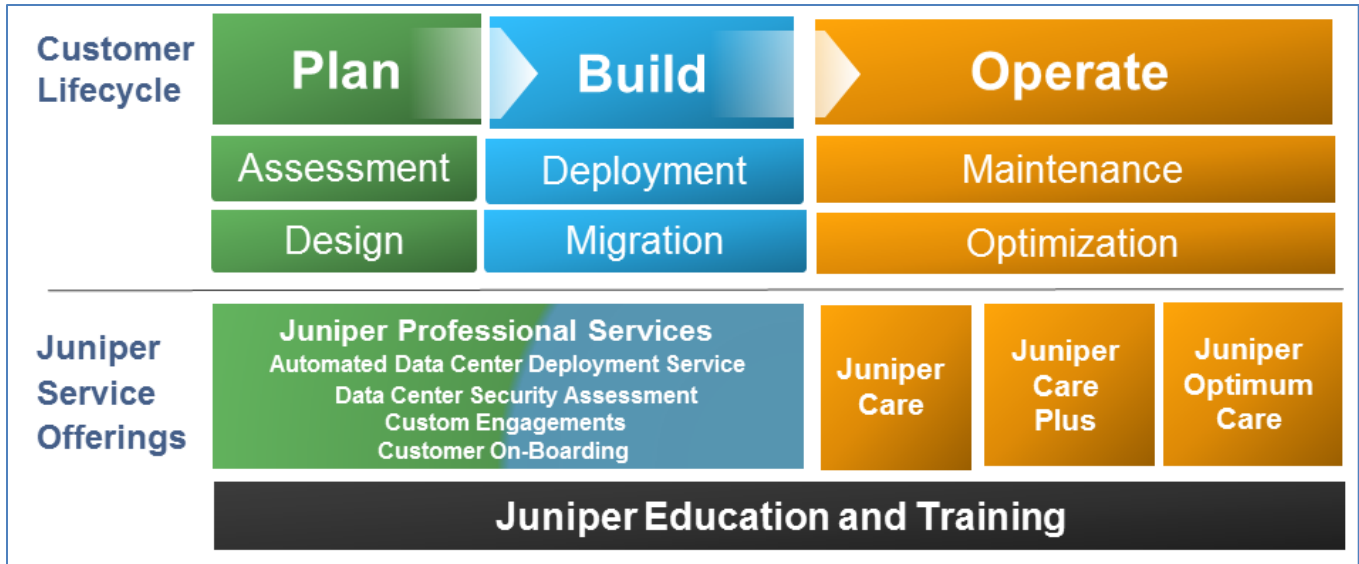 Customer
Lifecycle
Plan
Build
Operate
Assessment
Deployment
Maintenance
Design
Migration
Optimization
Juniper
Service
Offerings
Juniper Professional Services
Automated Data Center Deployment Service
Data Center Security Assessment
Custom Engagements
Customer On-Boarding
Juniper
Care
Juniper
Care
Plus
Juniper
Optimum
Care
Juniper Education and Training